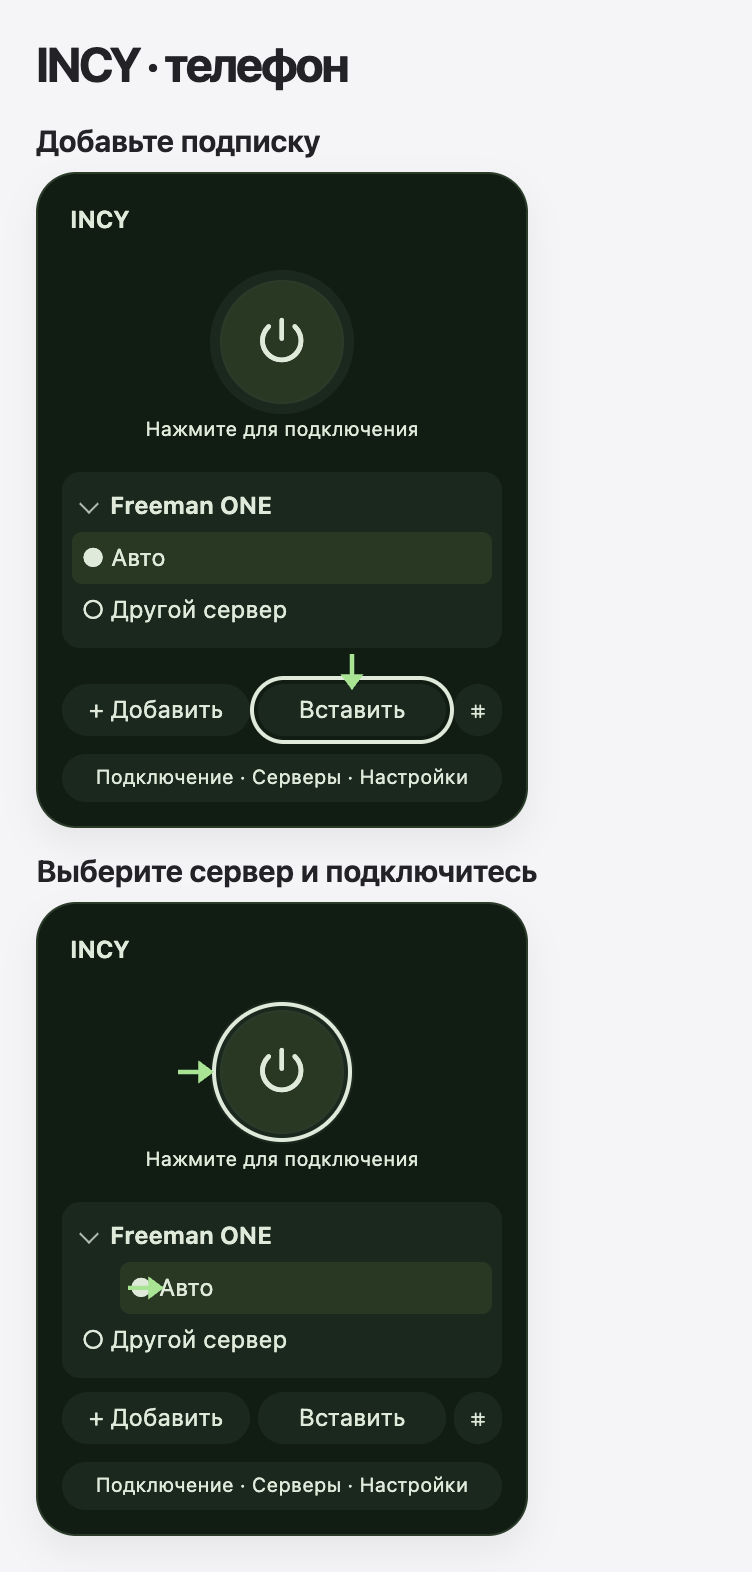 INCY · телефон
Добавьте подписку
INCY
Нажмите для подключения
Freeman ONE
Авто
Другой сервер
+ Добавить Вставить #
Подключение · Серверы · Настройки
Выберите сервер и подключитесь
INCY
Нажмите для подключения
Freeman ONE
Авто
Другой сервер
+ Добавить Вставить #
Подключение · Серверы · Настройки